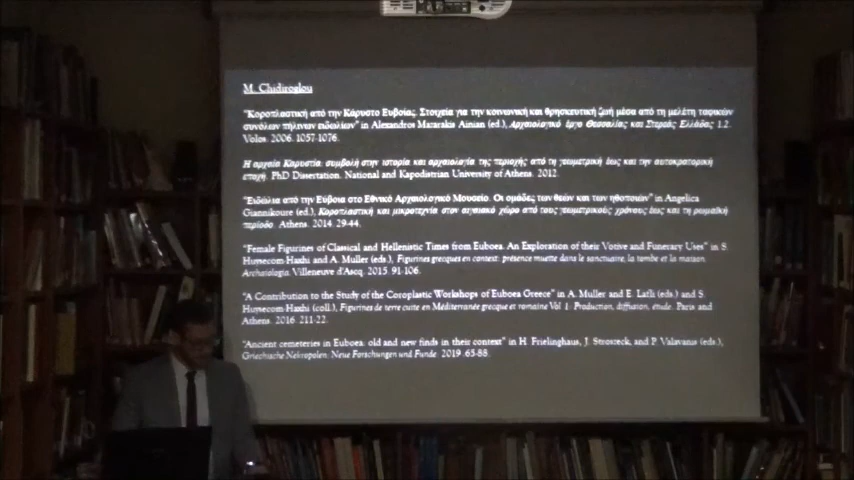 M. Chidiroglou
"Κοροπλαστική από την Κάρυστο Ευβοίας. Στοιχεία για την κοινωνική και θρησκευτική ζωή μέσα από τη μελέτη ταφικών
συνόλων πήλινων ειδωλίων" in Alexandros Mazarakis Ainian (ed.), Αρχαιολογικό έργο Θεσσαλίας και Στερεάς Ελλάδας 1.2.
Volos. 2006. 1057-1076.
Η αρχαία Καρυστία: συμβολή στην ιστορία και αρχαιολογία της περιοχής από τη γεωμετρική έως και την αυτοκρατορική
εποχή. PhD Dissertation. National and Kapodistrian University of Athens. 2012.
"Ειδώλια από την Εύβοια στο Εθνικό Αρχαιολογικό Μουσείο. Οι ομάδες των θεών και των ηθοποιών" in Angelica
Giannikoure (ed.), Κοροπλαστική και μικροτεχνία στον αιγαιακό χώρο από τους γεωμετρικούς χρόνους έως και τη ρωμαϊκή
περίοδο. Athens. 2014. 29-44.
"Female Figurines of Classical and Hellenistic Times from Euboea. An Exploration of their Votive and Funerary Uses" in S.
Huysecom-Haxhi and A. Muller (eds.), Figurines grecques en contexte: présence muette dans le sanctuaire, la tombe et la maison.
Archaiologia. Villeneuve d'Ascq. 2015. 91-106.
"A Contribution to the Study of the Coroplastic Workshops of Euboea Greece" in A. Muller and E. Lafli (eds.) and S.
Huysecom-Haxhi (coll.), Figurines de terre cuite en Méditerranée grecque et romaine Vol 1: Production, diffusion, étude. Paris and
Athens. 2016. 211-22.
"Ancient cemeteries in Euboea: old and new finds in their context" in H. Frielinghaus, J. Stroszeck, and P. Valavanis (eds.),
Griechische Nekropolen: Neue Forschungen und Funde. 2019. 65-88.